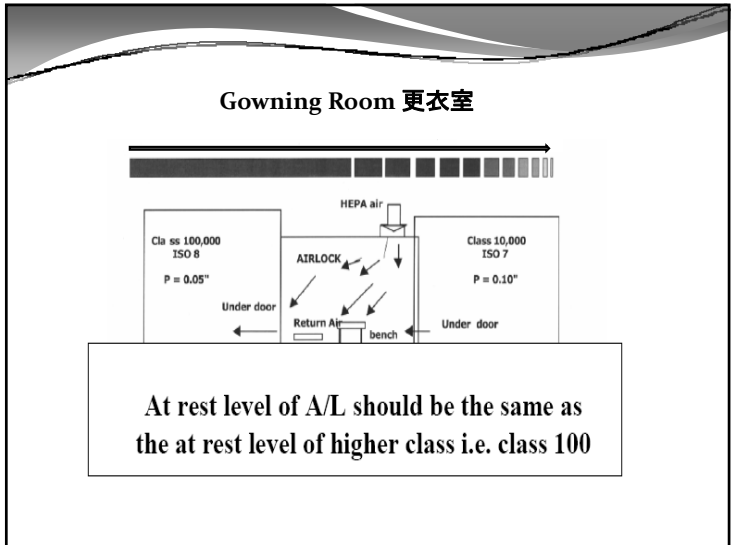 Gowning Room 更衣室
HEPA air
Cla ss 100,000
ISO 8
P = 0.05"
AIRLOCK
Class 10,000
ISO 7
P = 0.10"
Under door
Return Air
bench
Under door
At rest level of A/L should be the same as
the at rest level of higher class i.e. class 100